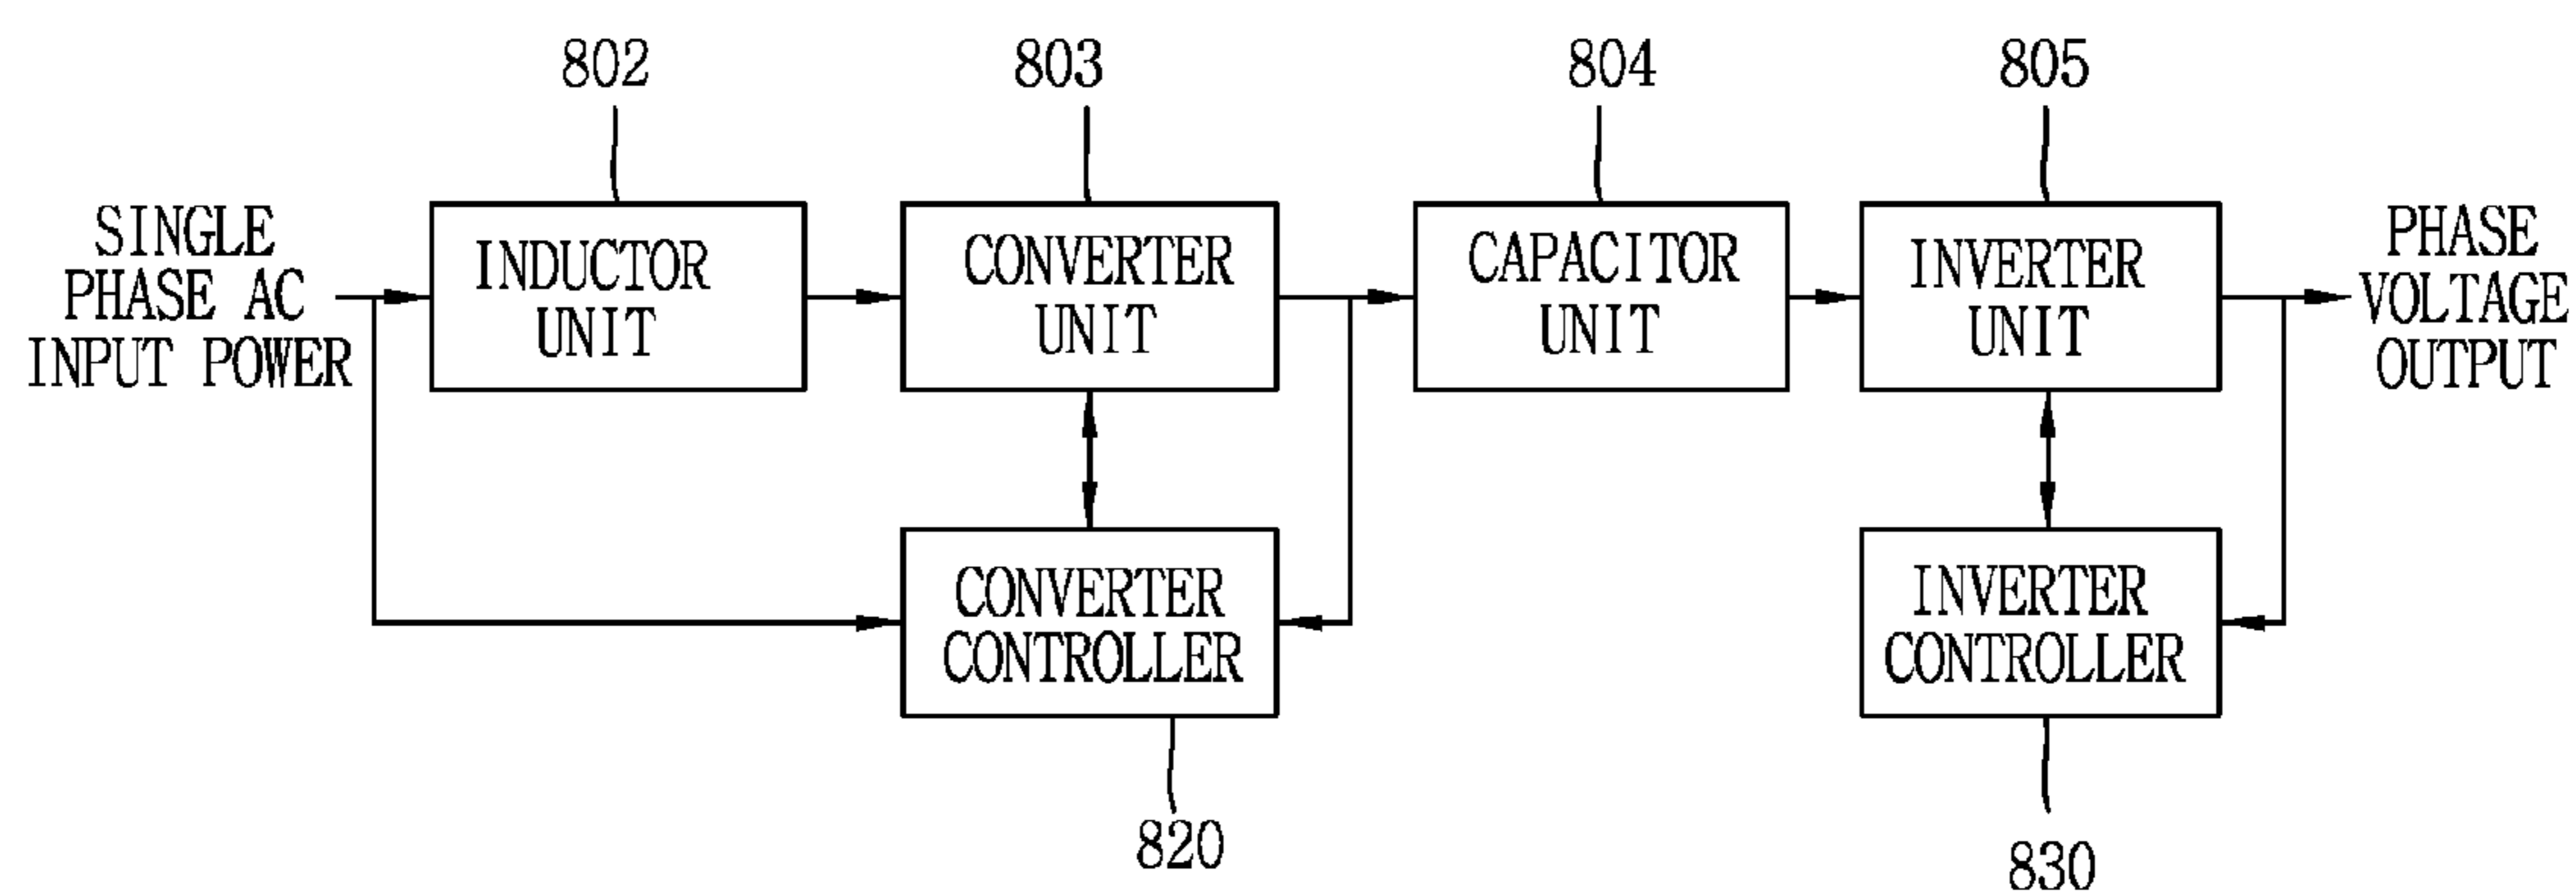 802
803
804
805
SINGLE
PHASE AC
INPUT POWER
INDUCTOR
UNIT
CONVERTER
UNIT
CAPACITOR
UNIT
INVERTER
UNIT
PHASE
VOLTAGE
OUTPUT
CONVERTER
CONTROLLER
INVERTER
CONTROLLER
820
830